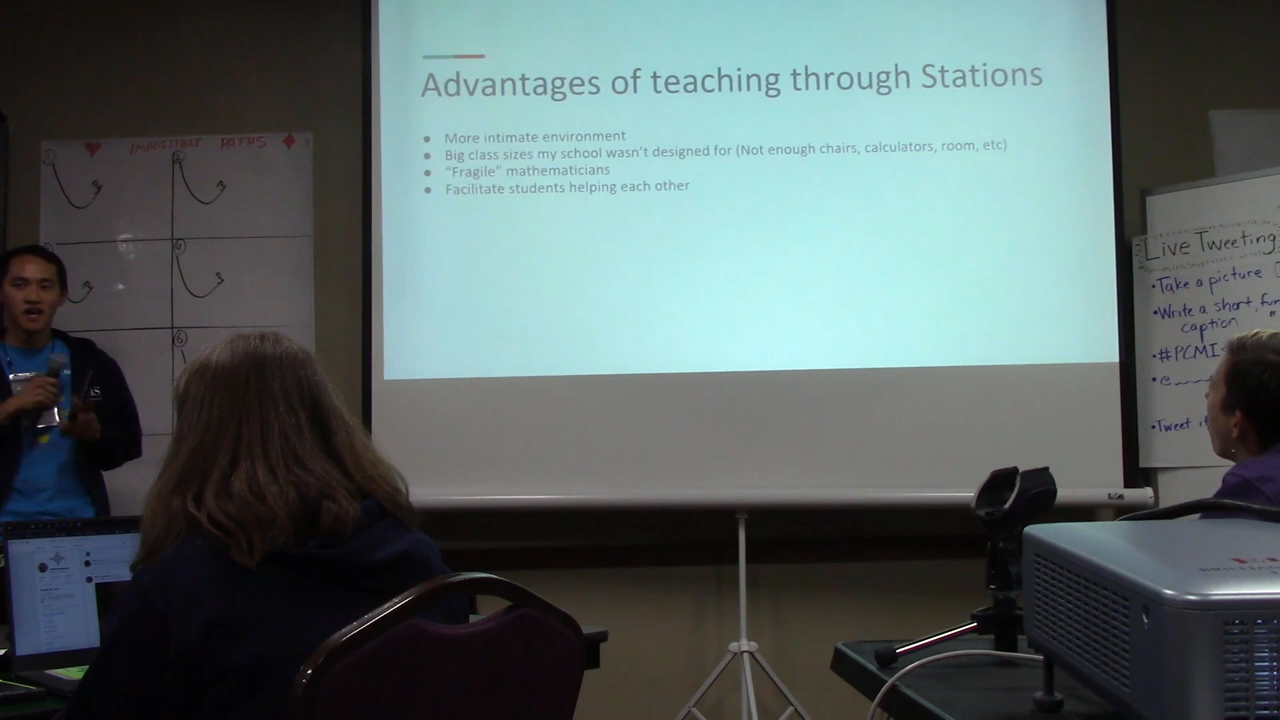 Advantages of teaching through Stations
● More intimate environment
● Big class sizes my school wasn't designed for (Not enough chairs, calculators, room, etc)
● "Fragile" mathematicians
● Facilitate students helping each other
♥ IMPOSSIBLE PATHS ♦
Live Tweeting
• Take a picture
• Write a short, fun
caption
• #PCMI
• @
• Tweet it